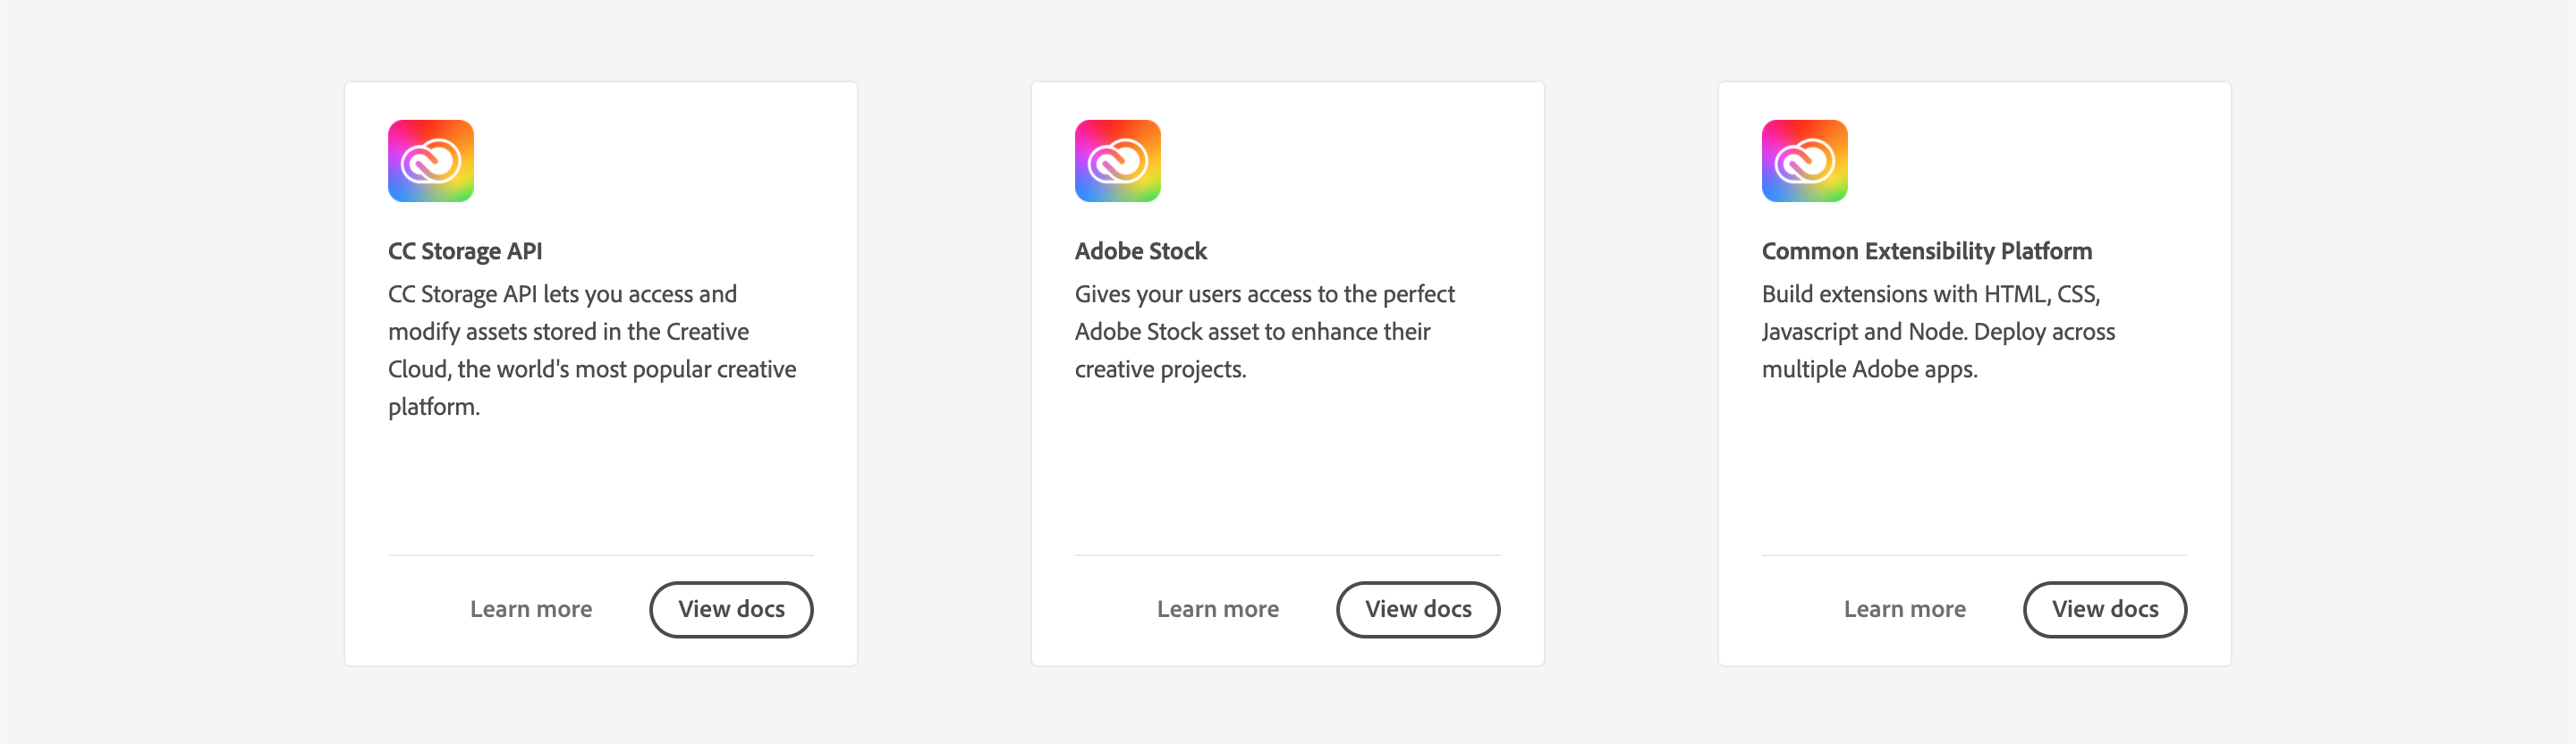 CC Storage API
CC Storage API lets you access and
modify assets stored in the Creative
Cloud, the world's most popular creative
platform.
Learn more
View docs
Adobe Stock
Gives your users access to the perfect
Adobe Stock asset to enhance their
creative projects.
Learn more
View docs
Common Extensibility Platform
Build extensions with HTML, CSS,
Javascript and Node. Deploy across
multiple Adobe apps.
Learn more
View docs